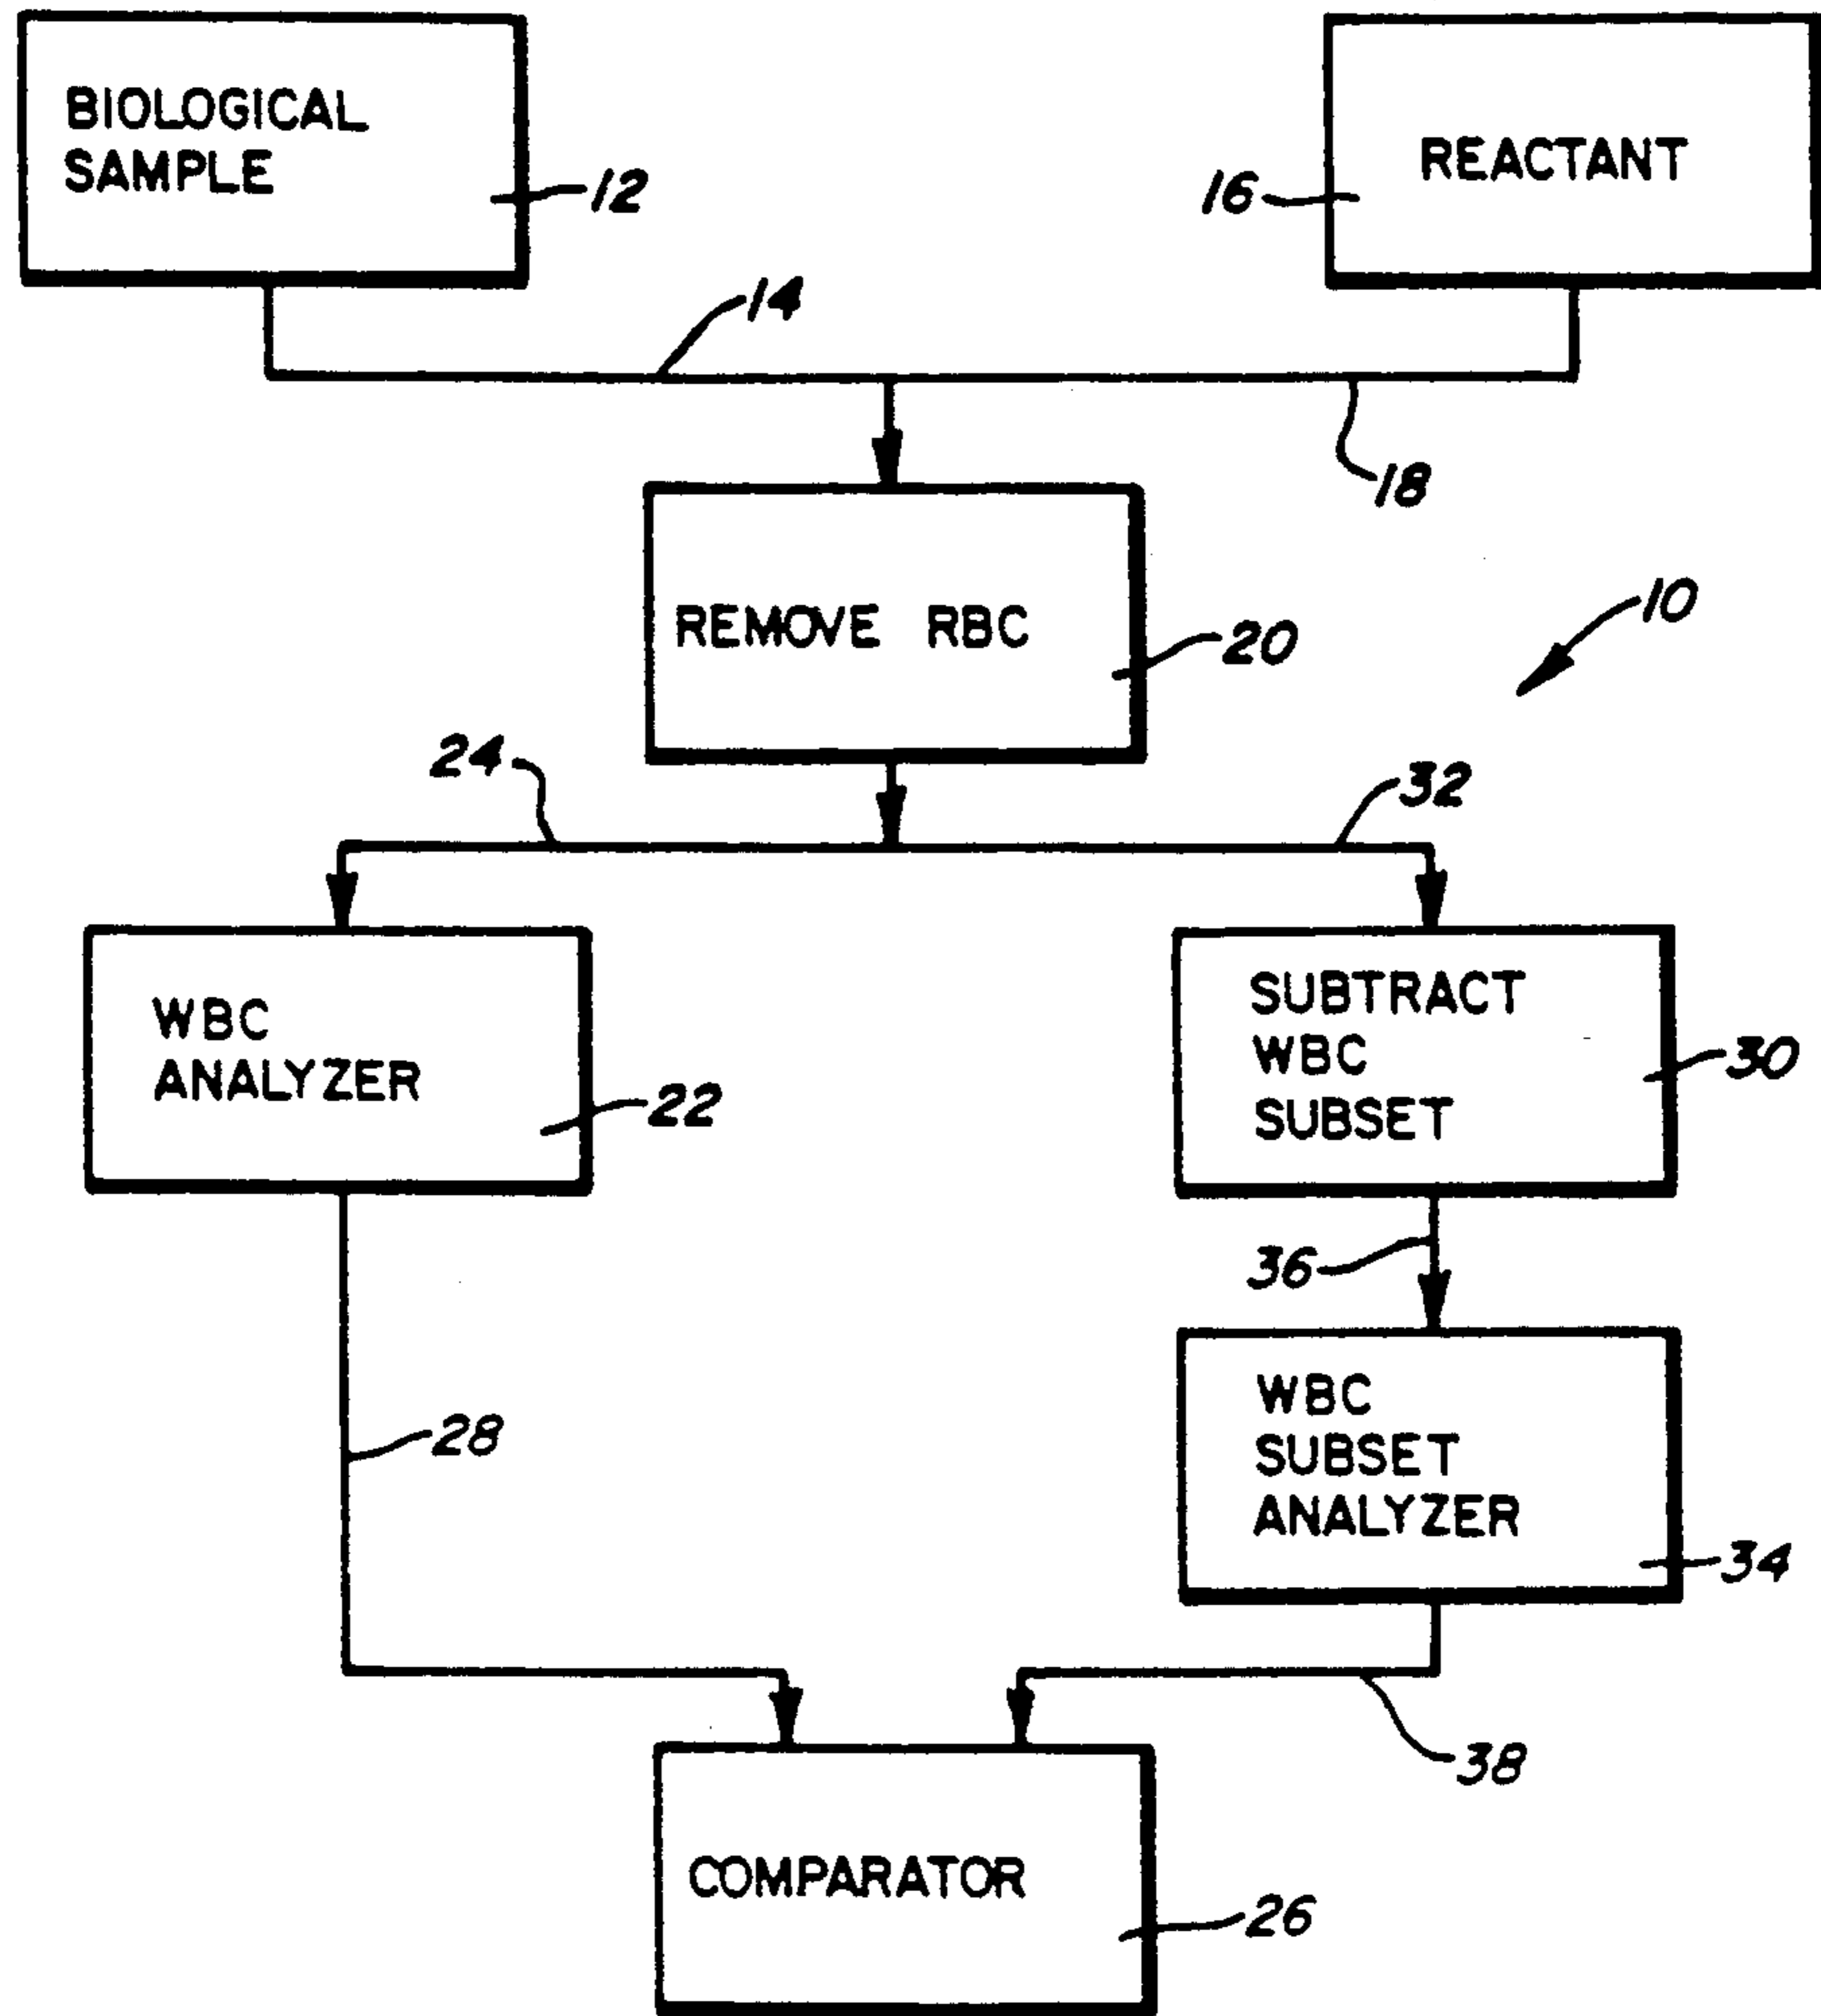 BIOLOGICAL
SAMPLE
12
16
REACTANT
14
18
REMOVE RBC
20
10
24
32
WBC
ANALYZER
22
SUBTRACT
WBC
SUBSET
30
36
28
WBC
SUBSET
ANALYZER
34
38
COMPARATOR
26